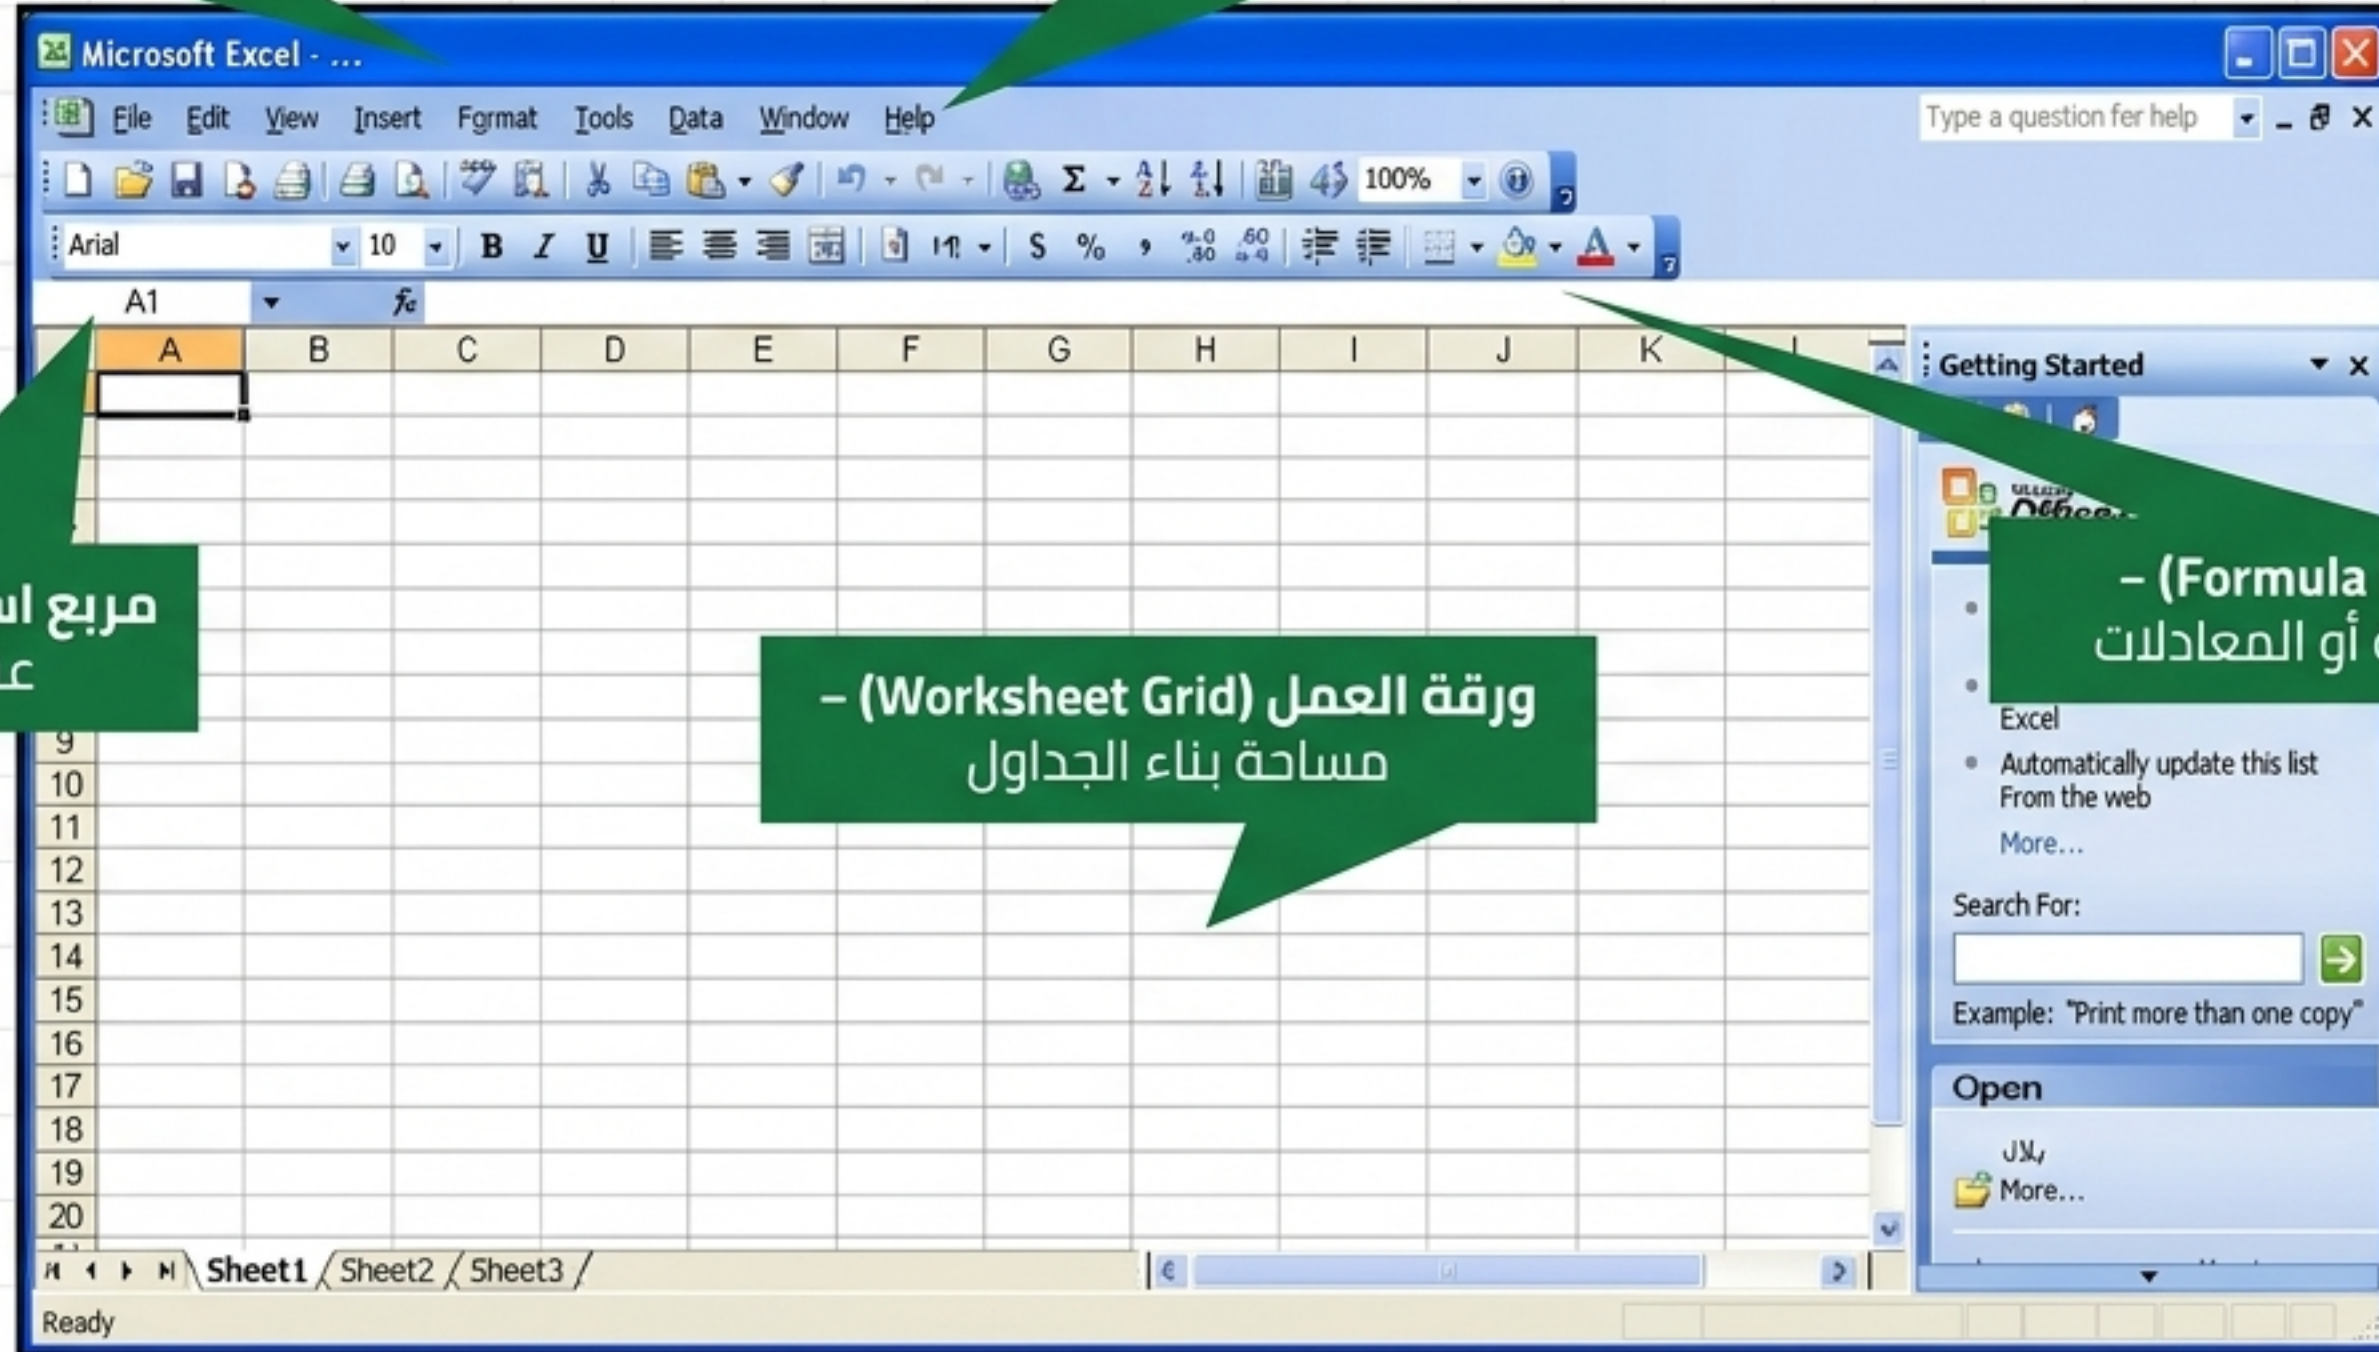 Microsoft Excel - ...
File Edit View Insert Format Tools Data Window Help
Type a question fer help
100%
Arial 10 B I U $ %
A1
A B C D E F G H I J K
Getting Started
مربع
(Formula –
أو المعادلات
ورقة العمل (Worksheet Grid) –
مساحة بناء الجداول
Excel
Automatically update this list
From the web
More...
Search For:
Example: "Print more than one copy"
Open
More...
9
10
11
12
13
14
15
16
17
18
19
20
Sheet1 Sheet2 Sheet3
Ready